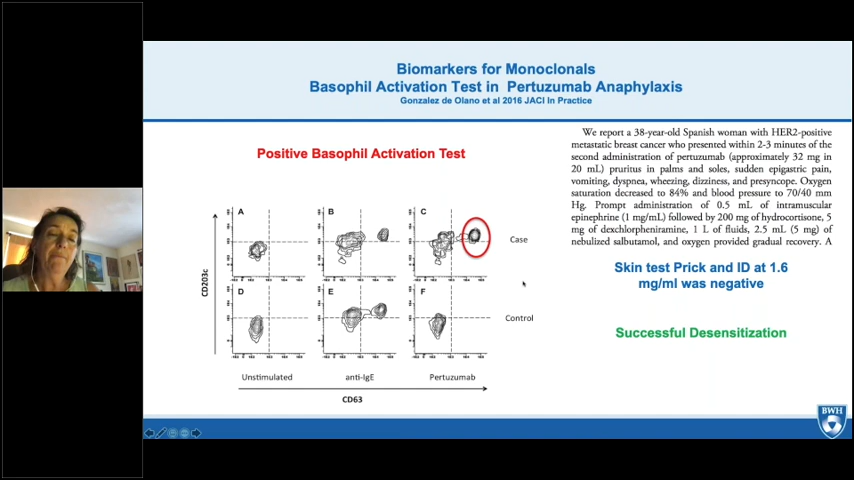 Biomarkers for Monoclonals
Basophil Activation Test in Pertuzumab Anaphylaxis
Gonzalez de Olano et al 2016 JACI In Practice
Positive Basophil Activation Test
We report a 38-year-old Spanish woman with HER2-positive
metastatic breast cancer who presented within 2-3 minutes of the
second administration of pertuzumab (approximately 32 mg in
20 mL) pruritus in palms and soles, sudden epigastric pain,
vomiting, dyspnea, wheezing, dizziness, and presyncope. Oxygen
saturation decreased to 84% and blood pressure to 70/40 mm
Hg. Prompt administration of 0.5 mL of intramuscular
epinephrine (1 mg/mL) followed by 200 mg of hydrocortisone, 5
mg of dexchlorpheniramine, 1 L of fluids, 2.5 mL (5 mg) of
nebulized salbutamol, and oxygen provided gradual recovery. A
Skin test Prick and ID at 1.6
mg/ml was negative
Successful Desensitization
CD203c
A
B
C
Case
D
E
F
Control
Unstimulated
anti-IgE
Pertuzumab
CD63
BWH